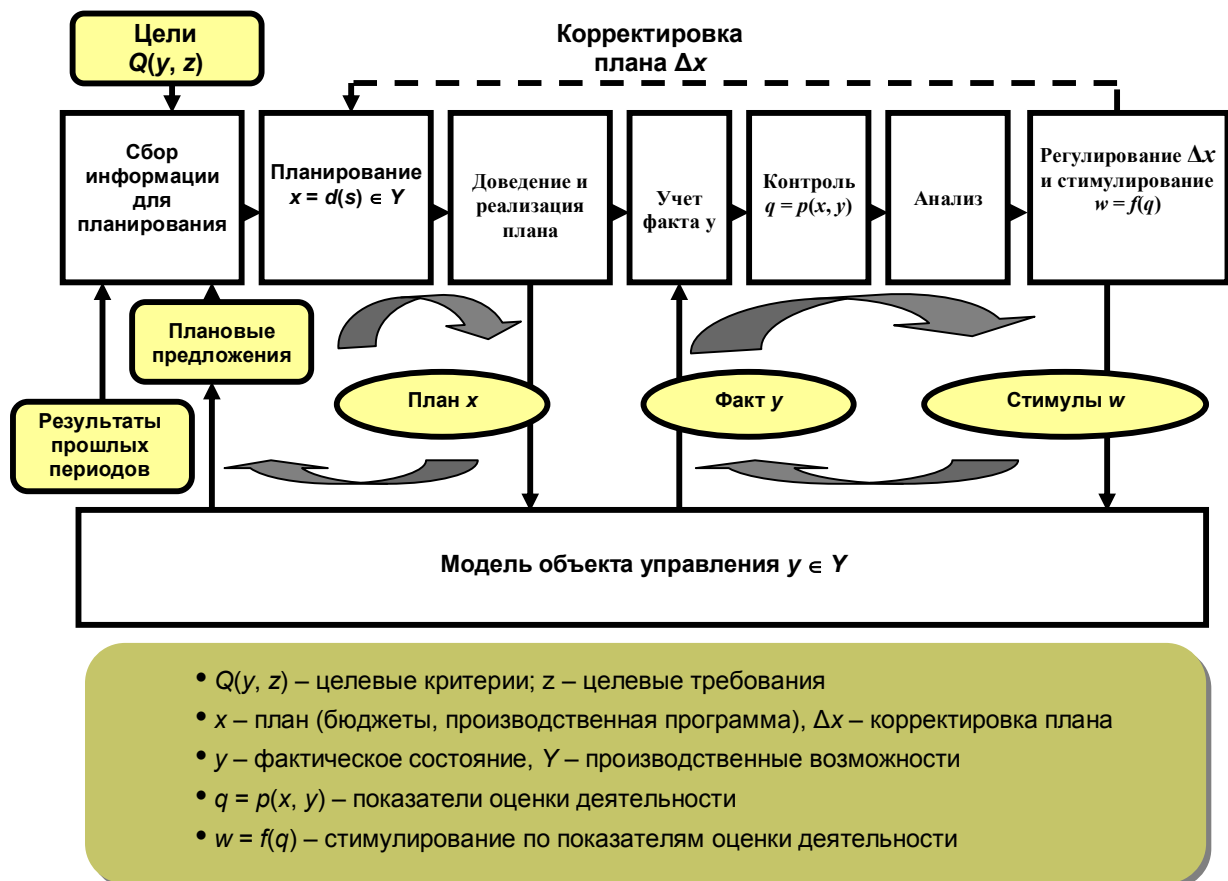 Цели
Q(y, z)
Корректировка
плана Δx
Сбор
информации
для
планирования
Планирование
x = d(s) ∈ Y
Доведение и
реализация
плана
Учет
факта y
Контроль
q = p(x, y)
Анализ
Регулирование Δx
и стимулирование
w = f(q)
Плановые
предложения
Результаты
прошлых
периодов
План x
Факт y
Стимулы w
Модель объекта управления y ∈ Y
• Q(y, z) – целевые критерии; z – целевые требования
• x – план (бюджеты, производственная программа), Δx – корректировка плана
• y – фактическое состояние, Y – производственные возможности
• q = p(x, y) – показатели оценки деятельности
• w = f(q) – стимулирование по показателям оценки деятельности